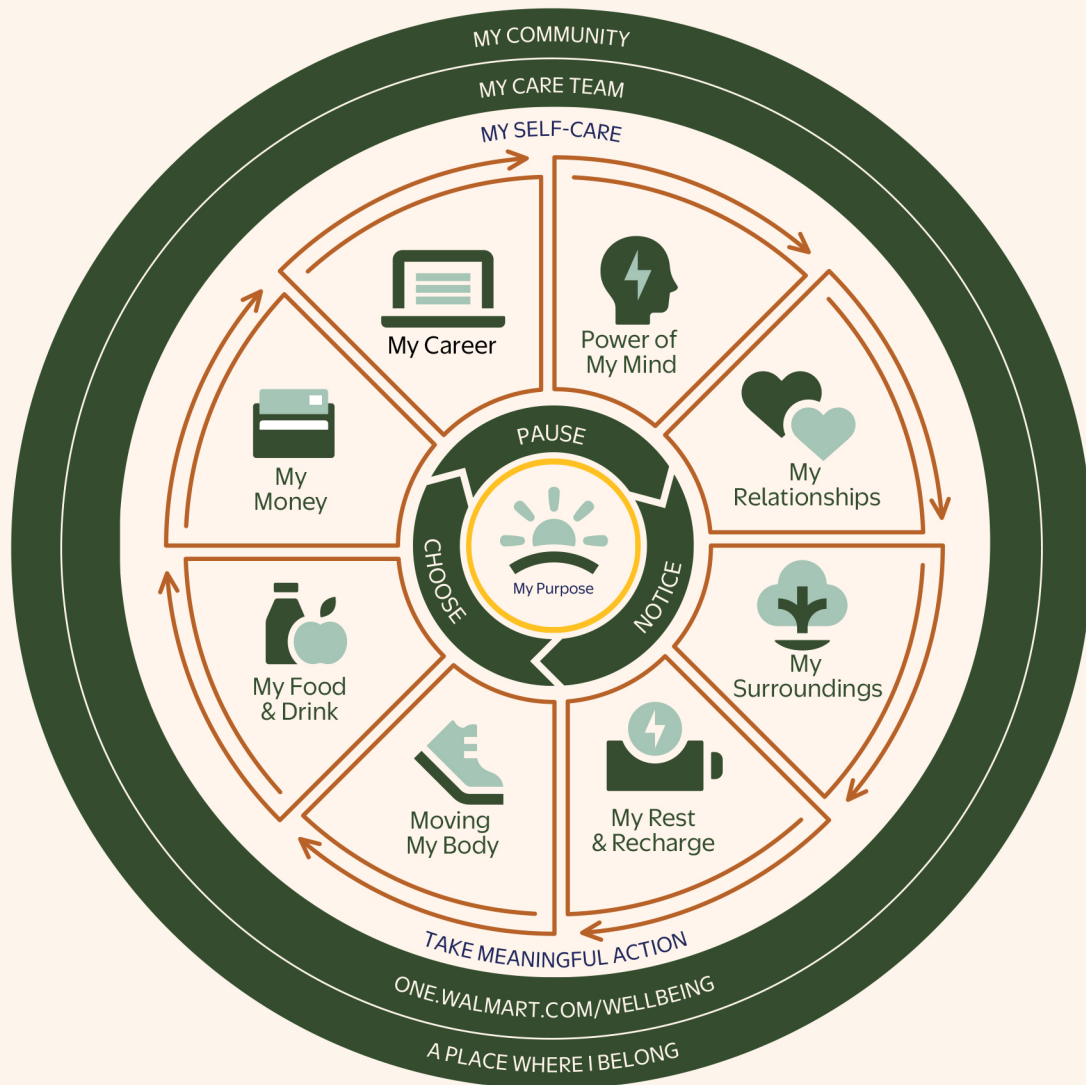 MY COMMUNITY
MY CARE TEAM
MY SELF-CARE
My Career
Power of
My Mind
My
Relationships
My
Surroundings
My Rest
& Recharge
Moving
My Body
My Food
& Drink
My
Money
PAUSE
NOTICE
CHOOSE
My Purpose
TAKE MEANINGFUL ACTION
ONE.WALMART.COM/WELLBEING
A PLACE WHERE I BELONG